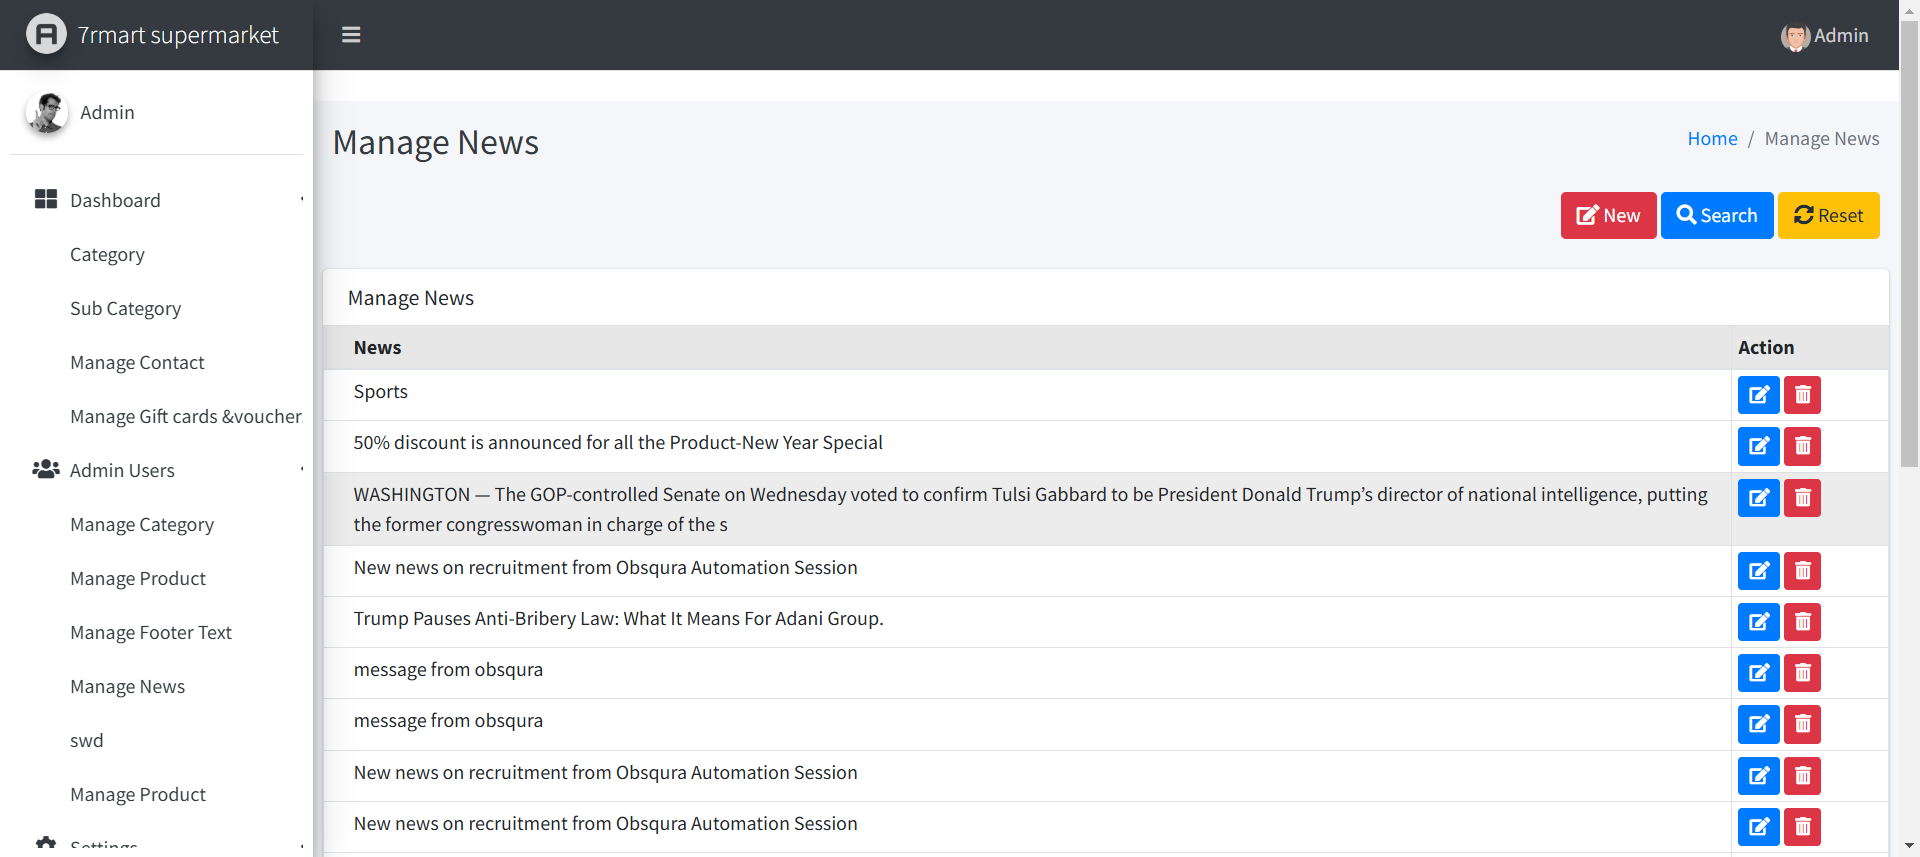 7rmart supermarket
Admin
Admin
Dashboard
Category
Sub Category
Manage Contact
Manage Gift cards &voucher
Admin Users
Manage Category
Manage Product
Manage Footer Text
Manage News
swd
Manage Product
Settings
Manage News
Home / Manage News
New
Search
Reset
Manage News
News
Action
Sports
50% discount is announced for all the Product-New Year Special
WASHINGTON — The GOP-controlled Senate on Wednesday voted to confirm Tulsi Gabbard to be President Donald Trump’s director of national intelligence, putting
the former congresswoman in charge of the s
New news on recruitment from Obsqura Automation Session
Trump Pauses Anti-Bribery Law: What It Means For Adani Group.
message from obsqura
message from obsqura
New news on recruitment from Obsqura Automation Session
New news on recruitment from Obsqura Automation Session